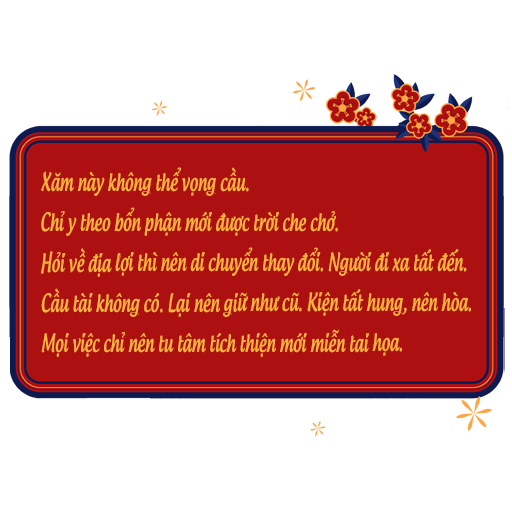 Xăm này không thể vọng cầu.
Chỉ y theo bổn phận mới được trời che chở.
Hỏi về địa lợi thì nên di chuyển thay đổi. Người đi xa tất đến.
Cầu tài không có. Lại nên giữ như cũ. Kiện tất hung, nên hòa.
Mọi việc chỉ nên tu tâm tích thiện mới miễn tai họa.